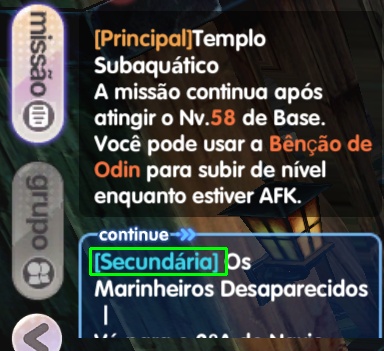 missão
grupo
[Principal]Templo
Subaquático
A missão continua após
atingir o Nv.58 de Base.
Você pode usar a Bênção de
Odin para subir de nível
enquanto estiver AFK.
continue
[Secundária] Os
Marinheiros Desaparecidos
|